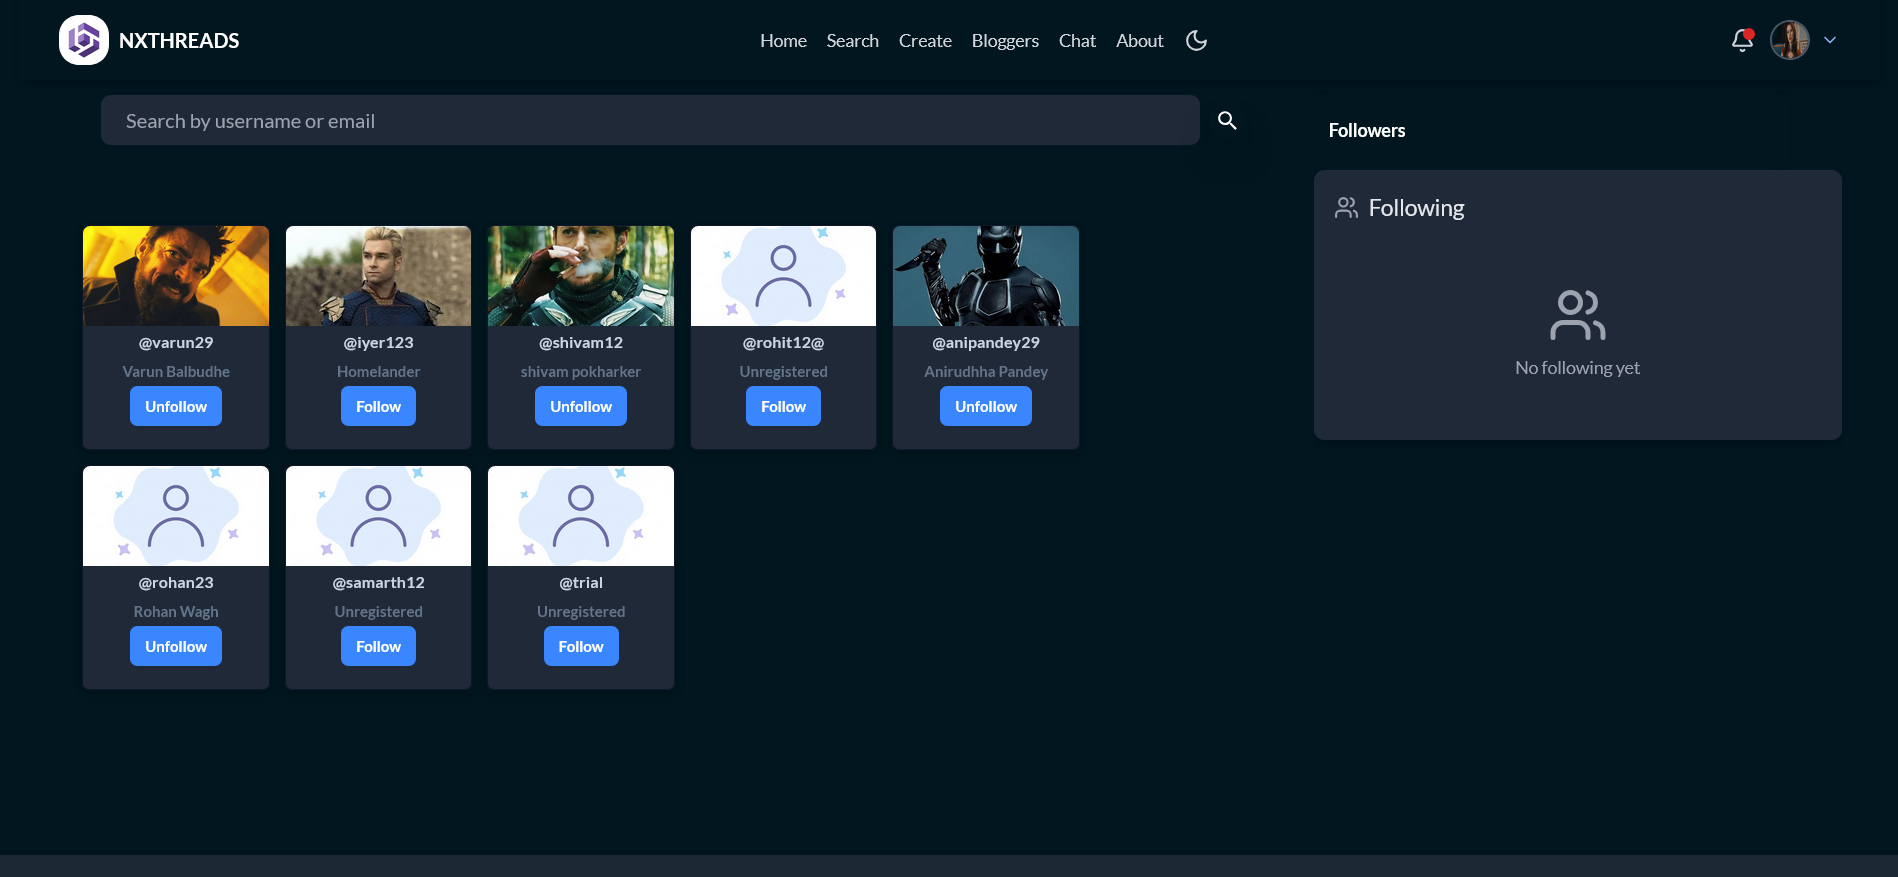 NXTHREADS
Home Search Create Bloggers Chat About
Search by username or email
Followers
Following
No following yet
@varun29
Varun Balbudhe
Unfollow
@iyer123
Homelander
Follow
@shivam12
shivam pokharker
Unfollow
@rohit12@
Unregistered
Follow
@anipandey29
Anirudhha Pandey
Unfollow
@rohan23
Rohan Wagh
Unfollow
@samarth12
Unregistered
Follow
@trial
Unregistered
Follow